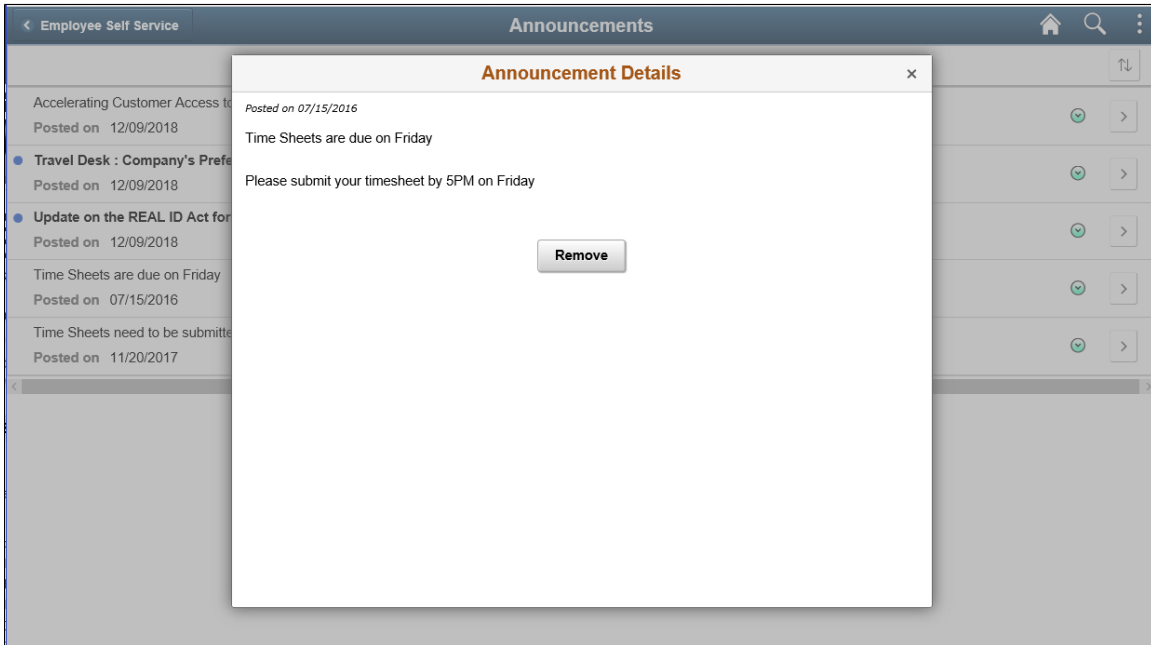 Employee Self Service
Announcements
Announcement Details
Posted on 07/15/2016
Time Sheets are due on Friday
Please submit your timesheet by 5PM on Friday
Remove
Accelerating Customer Access to
Posted on 12/09/2018
Travel Desk : Company's Prefe
Posted on 12/09/2018
Update on the REAL ID Act for
Posted on 12/09/2018
Time Sheets are due on Friday
Posted on 07/15/2016
Time Sheets need to be submitte
Posted on 11/20/2017